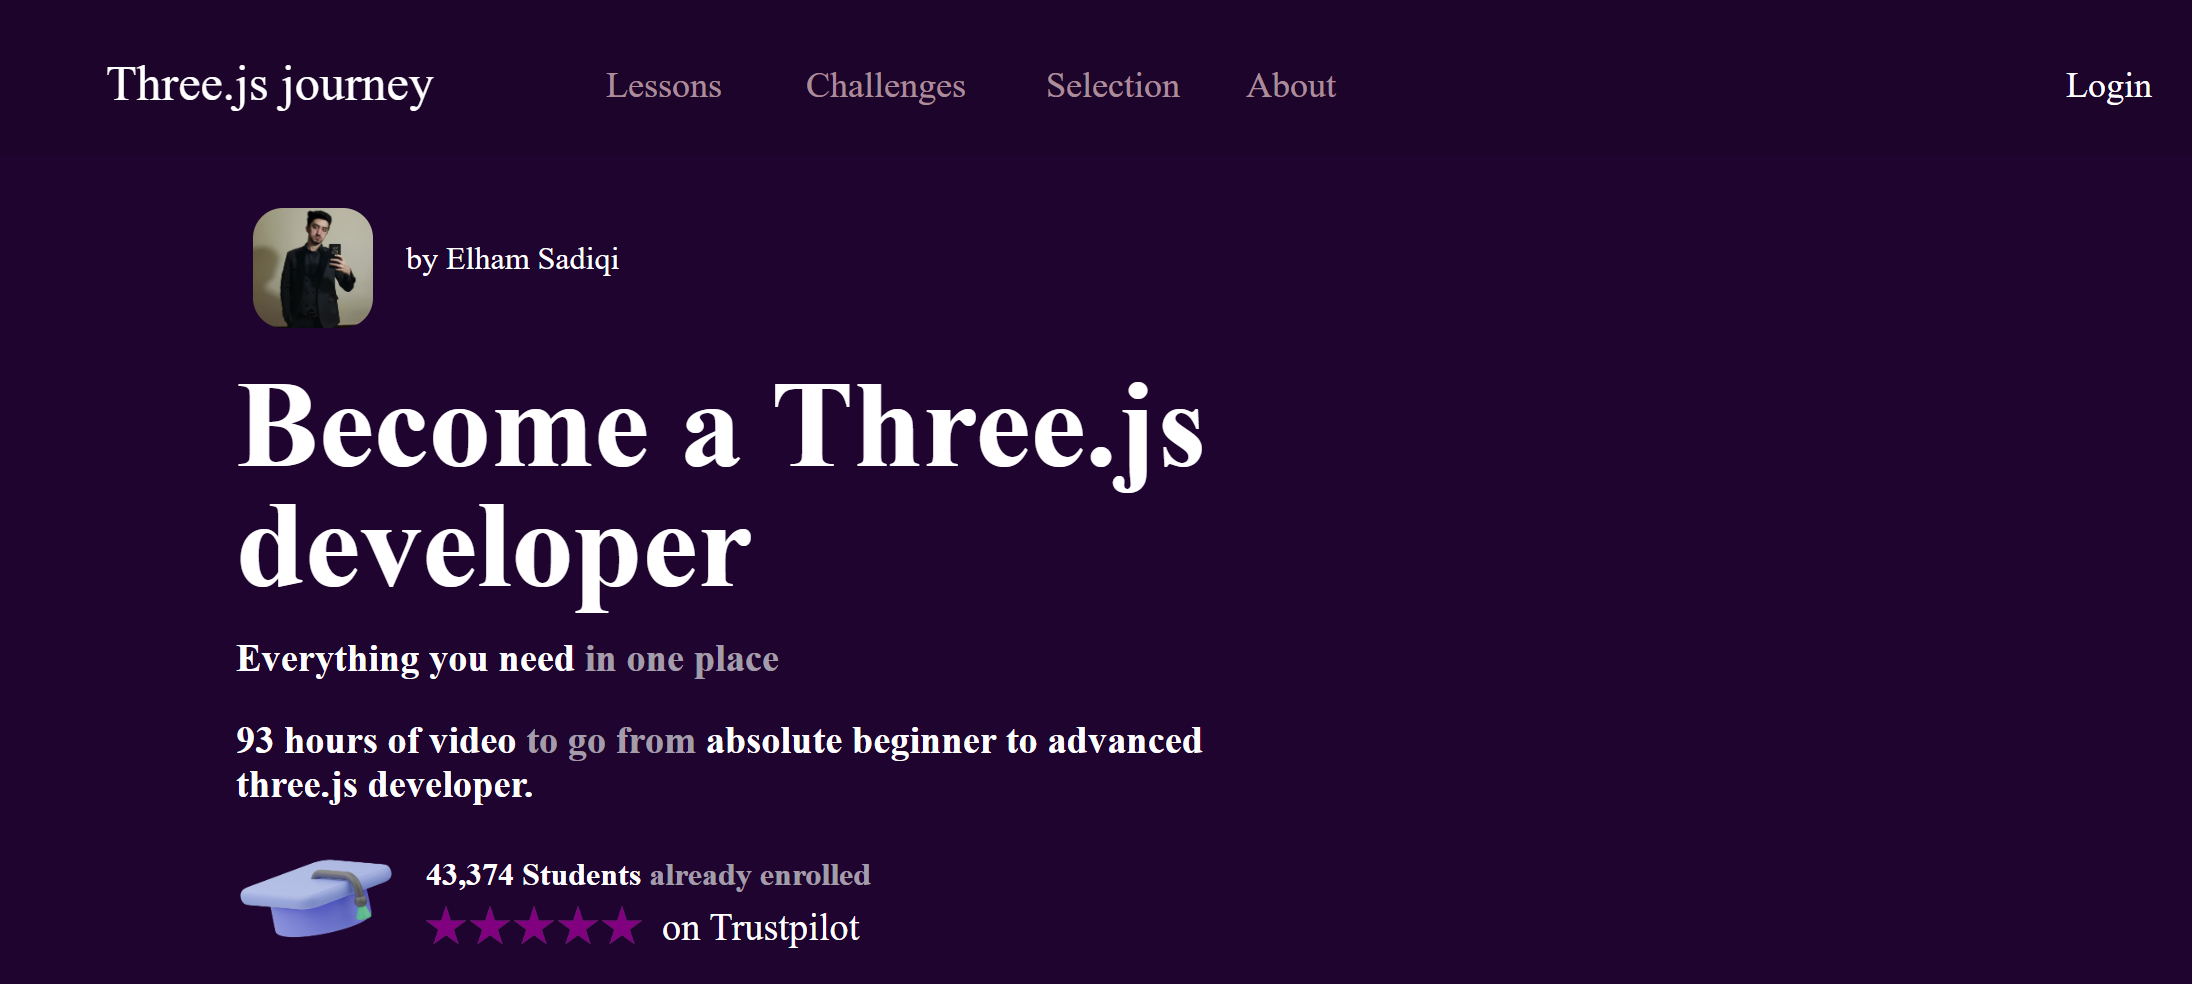 Three.js journey Lessons Challenges Selection About Login
by Elham Sadiqi
Become a Three.js
developer
Everything you need in one place
93 hours of video to go from absolute beginner to advanced
three.js developer.
43,374 Students already enrolled
★★★★★ on Trustpilot